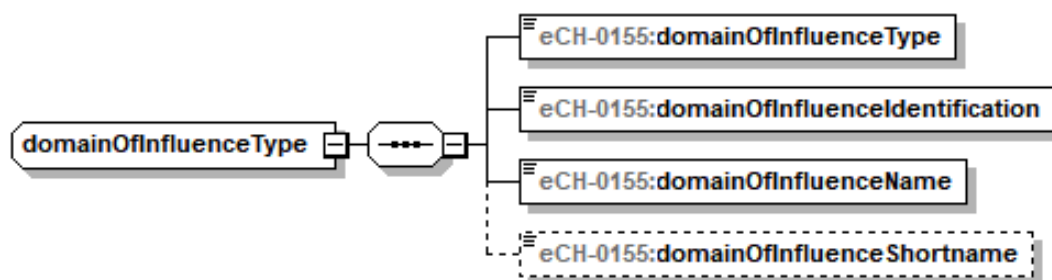 eCH-0155:domainOfInfluenceType
eCH-0155:domainOfInfluenceIdentification
domainOfInfluenceType
eCH-0155:domainOfInfluenceName
eCH-0155:domainOfInfluenceShortname